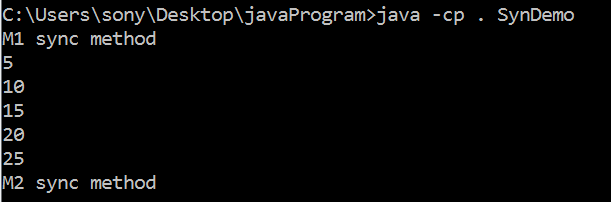 C:\Users\sony\Desktop\javaProgram>java -cp . SynDemo
M1 sync method
5
10
15
20
25
M2 sync method